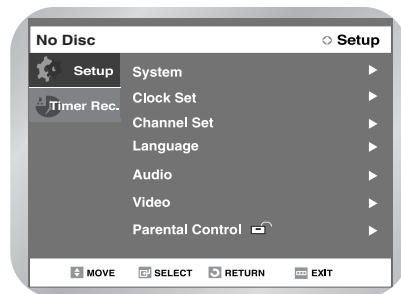 No Disc Setup
Setup System
Clock Set
Timer Rec. Channel Set
Language
Audio
Video
Parental Control
MOVE SELECT RETURN EXIT